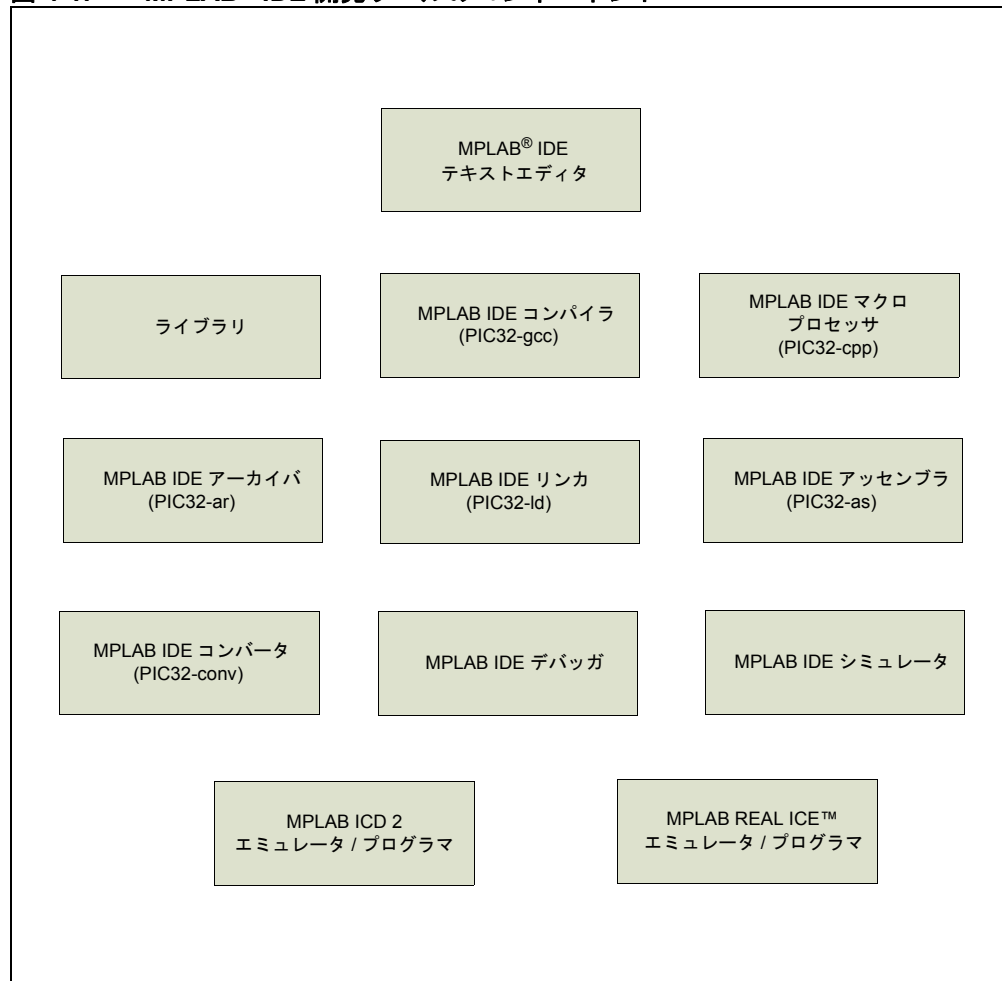 MPLAB® IDE
テキストエディタ
ライブラリ
MPLAB IDE コンパイラ
(PIC32-gcc)
MPLAB IDE マクロ
プロセッサ
(PIC32-cpp)
MPLAB IDE アーカイバ
(PIC32-ar)
MPLAB IDE リンカ
(PIC32-ld)
MPLAB IDE アッセンブラ
(PIC32-as)
MPLAB IDE コンバータ
(PIC32-conv)
MPLAB IDE デバッガ
MPLAB IDE シミュレータ
MPLAB ICD 2
エミュレータ / プログラマ
MPLAB REAL ICE™
エミュレータ / プログラマ